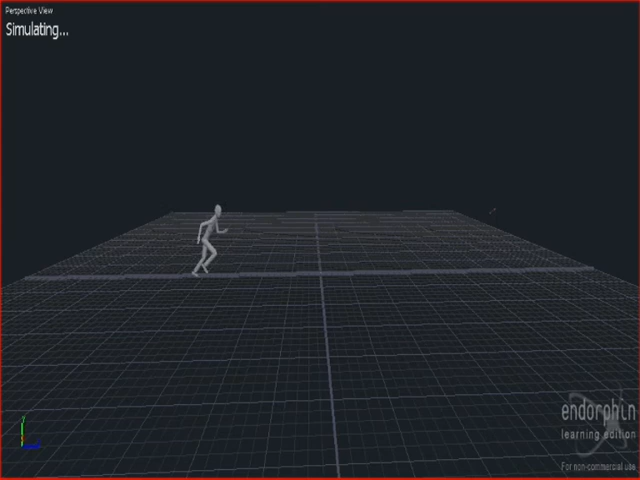 Perspective View
Simulating...
endorphin
learning edition
For non-commercial use